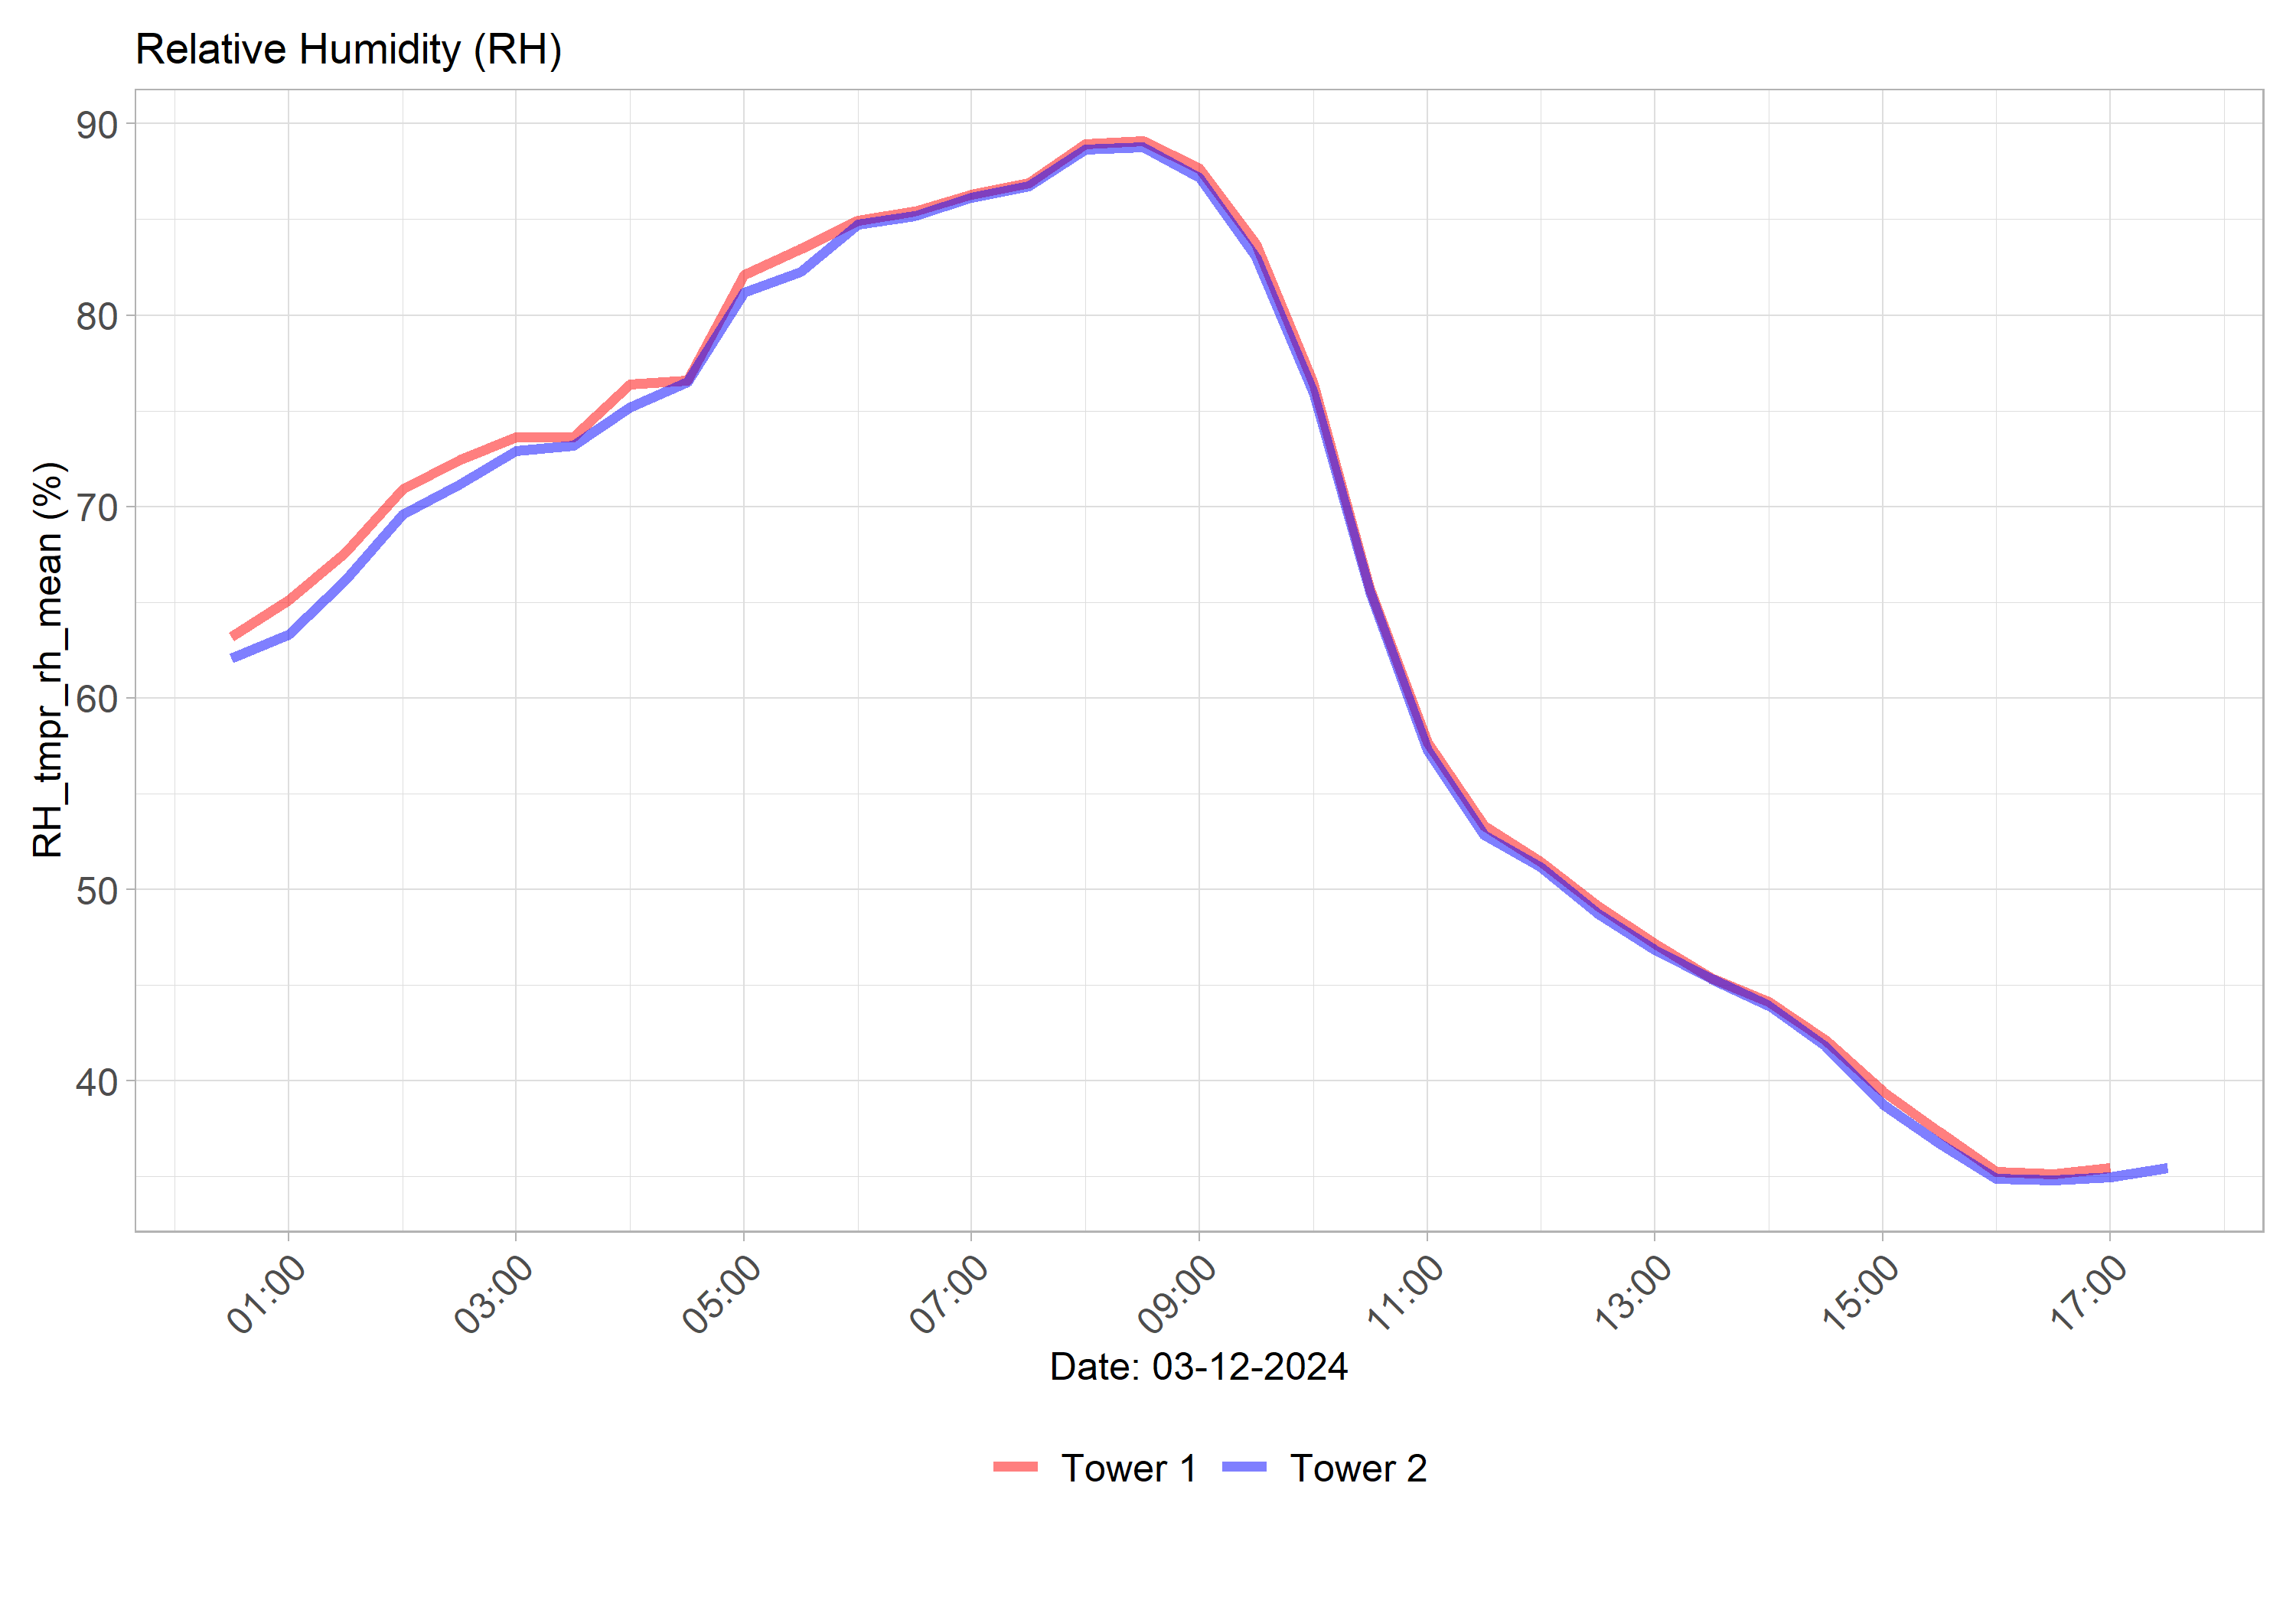 Relative Humidity (RH)
RH_tmpr_rh_mean (%)
90
80
70
60
50
40
01:00 03:00 05:00 07:00 09:00 11:00 13:00 15:00 17:00
Date: 03-12-2024
Tower 1 Tower 2